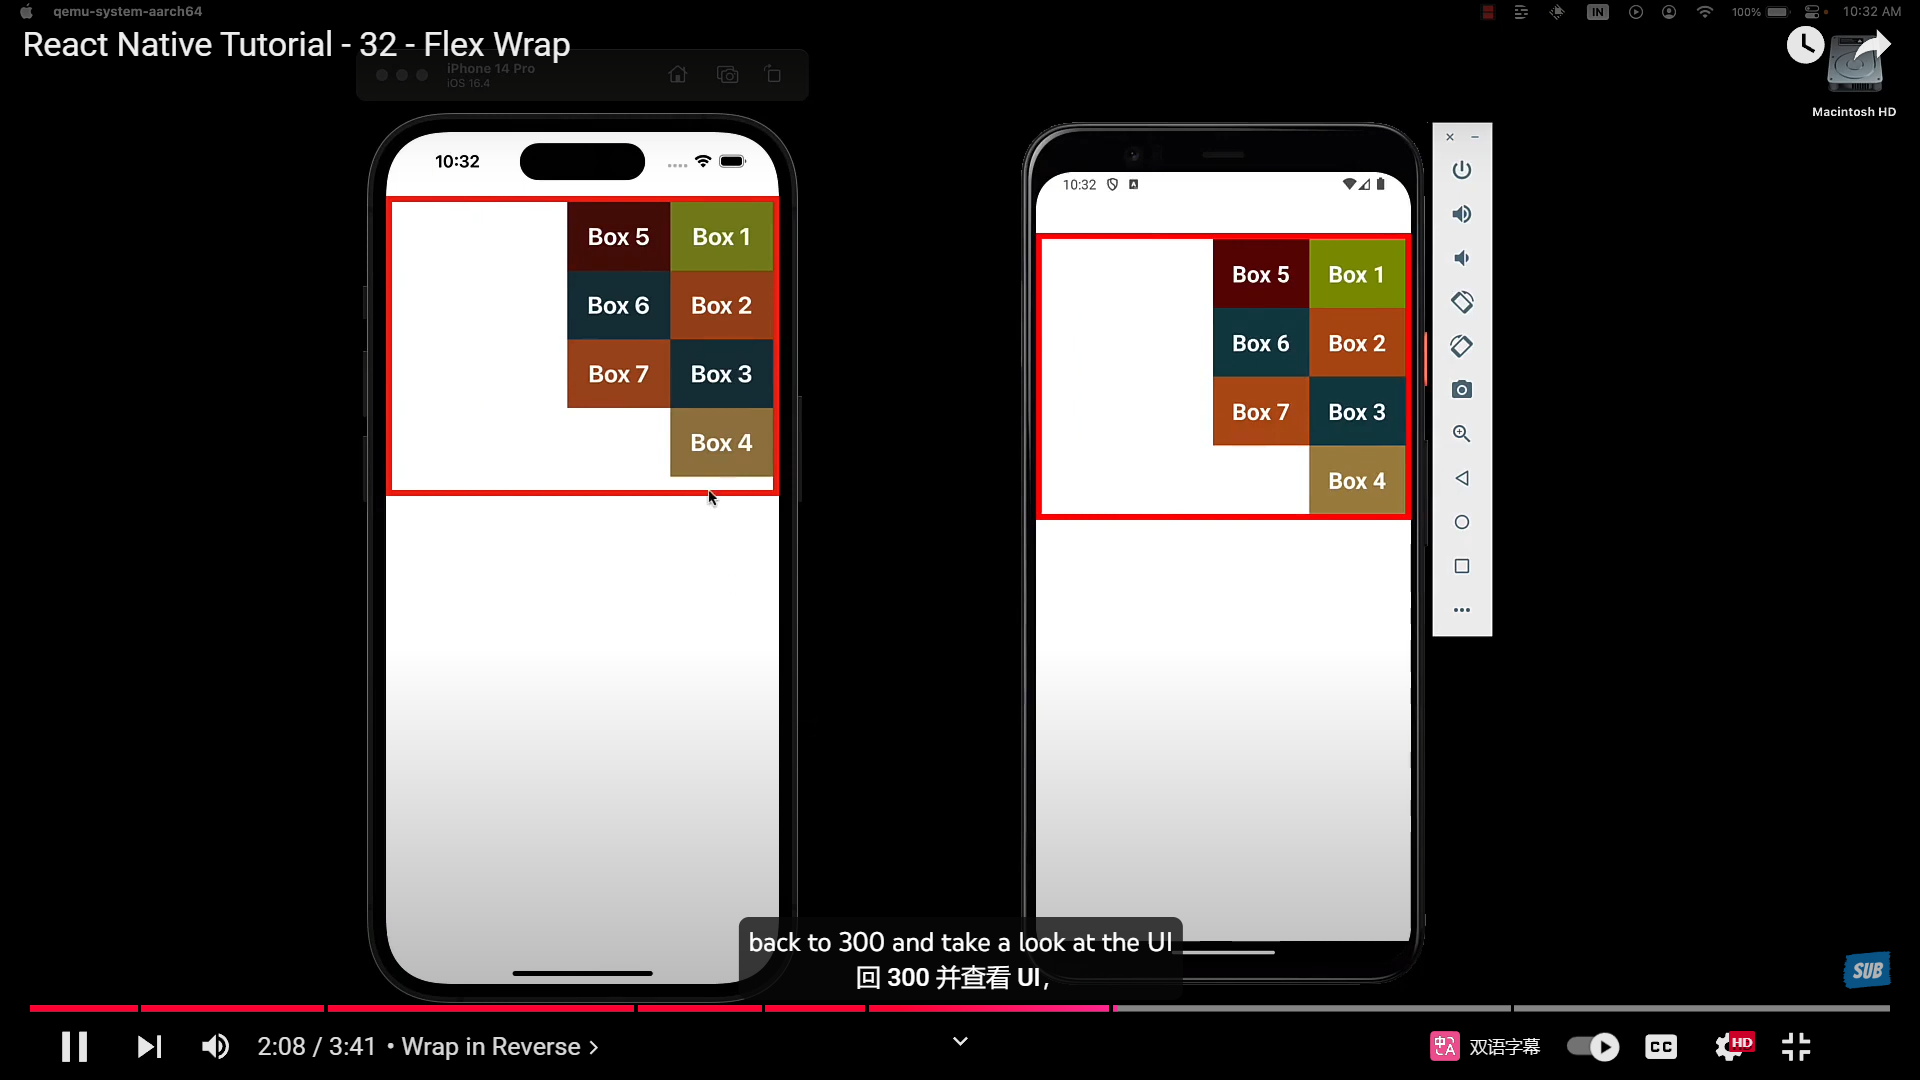 qemu-system-aarch64
IN
100%
10:32 AM
React Native Tutorial - 32 - Flex Wrap
iPhone 14 Pro
iOS 16.4
Macintosh HD
10:32
Box 5
Box 1
Box 6
Box 2
Box 7
Box 3
Box 4
10:32
Box 5
Box 1
Box 6
Box 2
Box 7
Box 3
Box 4
back to 300 and take a look at the UI
回 300 并查看 UI,
SUB
2:08 / 3:41 • Wrap in Reverse
双语字幕
CC
HD